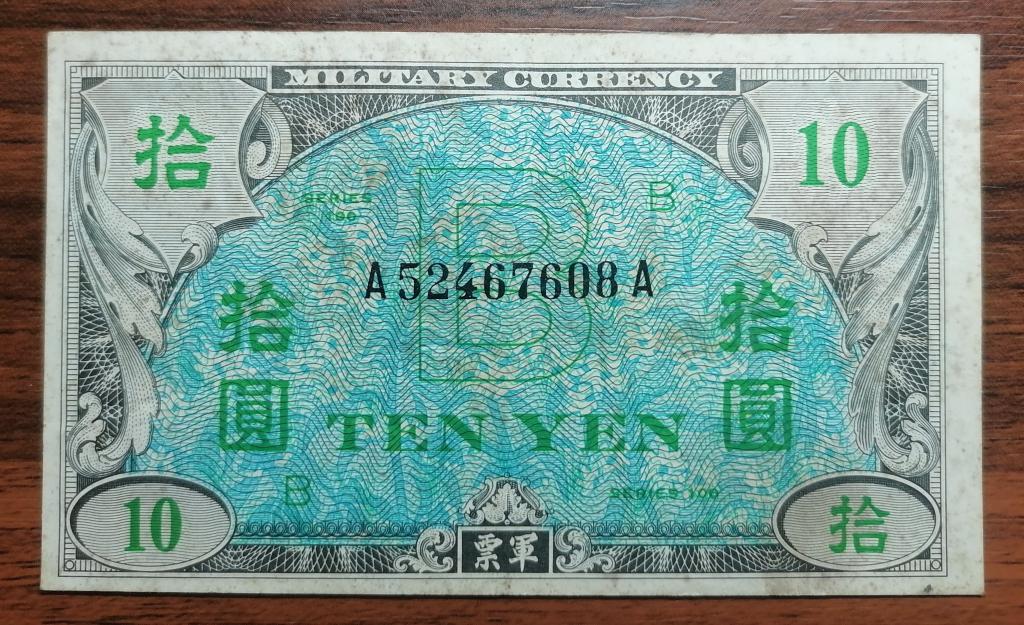 MILITARY CURRENCY
拾
10
SERIES
100
B
B
A52467608A
拾
圓
拾
圓
TEN YEN
B
SERIES 100
10
票軍
拾